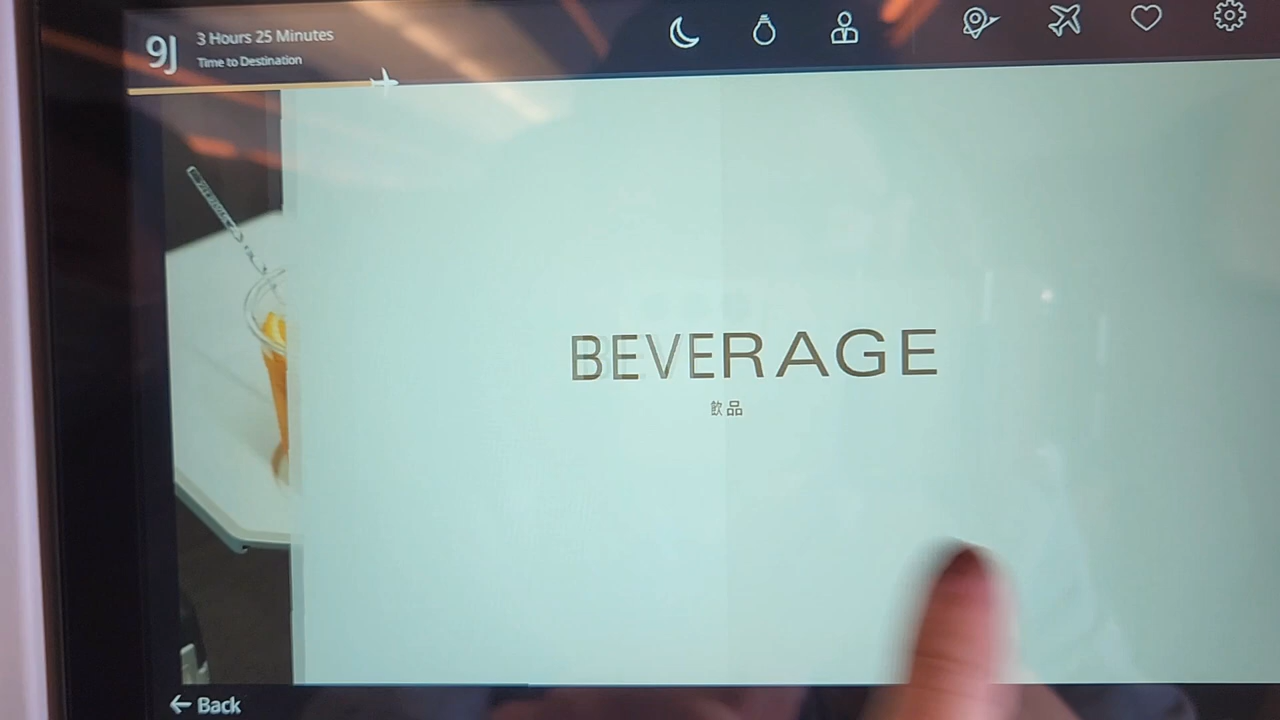 9J
3 Hours 25 Minutes
Time to Destination
BEVERAGE
飲品
← Back